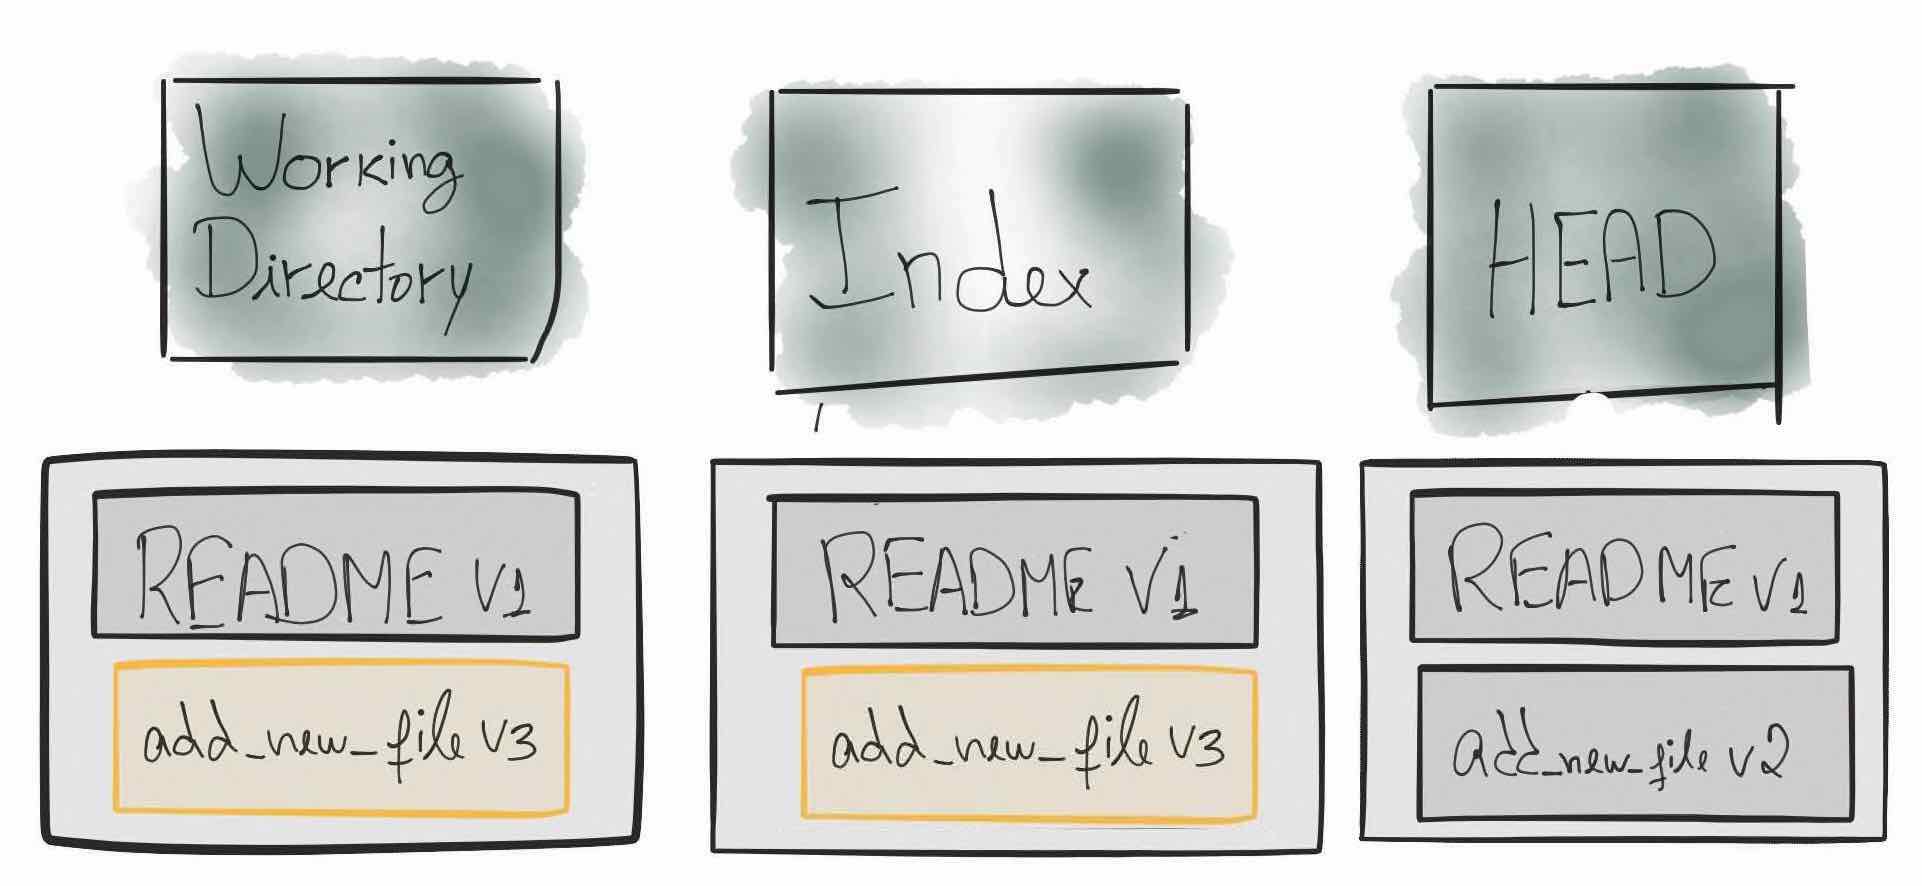 Working
Directory
Index
HEAD
README v1
add_new_file v3
README v1
add_new_file v3
README v1
add_new_file v2